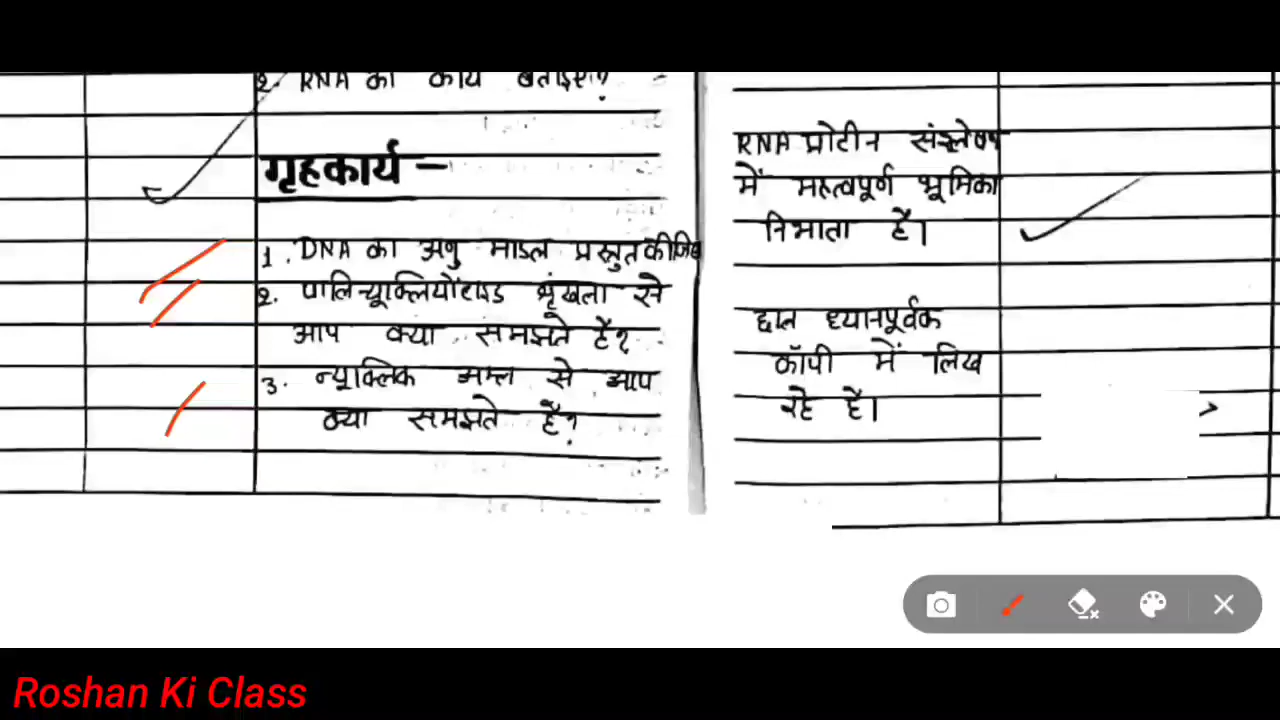 2. RNA का कार्य बताइए?
गृहकार्य —
1. DNA का अणु माडल प्रस्तुत कीजिए
2. पालिन्यूक्लियोटाइड श्रृंखला से
आप क्या समझते हैं?
3. न्यूक्लिक अम्ल से आप
क्या समझते हैं?
RNA प्रोटीन संश्लेषण
में महत्वपूर्ण भूमिका
निभाता है।
छात्र ध्यानपूर्वक
कॉपी में लिख
रहे है।
Roshan Ki Class